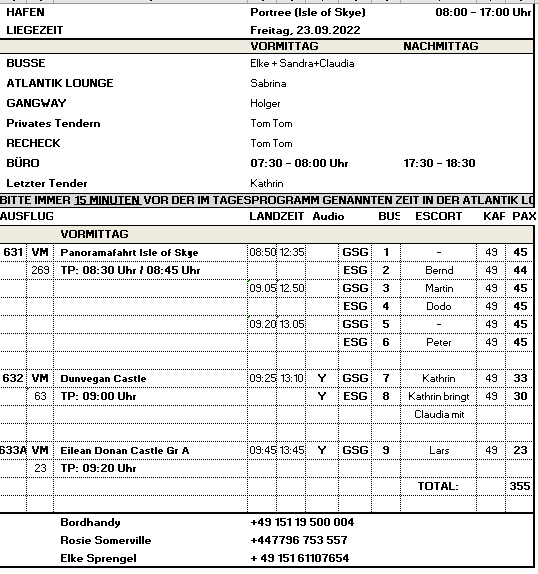 HAFEN Portree (Isle of Skye) 08:00 - 17:00 Uhr
LIEGEZEIT Freitag, 23.09.2022
VORMITTAG NACHMITTAG
BUSSE Elke + Sandra+Claudia
ATLANTIK LOUNGE Sabrina
GANGWAY Holger
Privates Tendern Tom Tom
RECHECK Tom Tom
BÜRO 07:30 - 08:00 Uhr 17:30 - 18:30
Letzter Tender Kathrin
BITTE IMMER 15 MINUTEN VOR DER IM TAGESPROGRAMM GENANNTEN ZEIT IN DER ATLANTIK LO
AUSFLUG LANDZEIT Audio BUS ESCORT KAF PAX
VORMITTAG
631 VM Panoramafahrt Isle of Skye 08:50 12:35 GSG 1 - 49 45
269 TP: 08:30 Uhr / 08:45 Uhr ESG 2 Bernd 49 44
09.05 12.50 GSG 3 Martin 49 45
ESG 4 Dodo 49 45
09.20 13.05 GSG 5 - 49 45
ESG 6 Peter 49 45
632 VM Dunvegan Castle 09:25 13:10 Y GSG 7 Kathrin 49 33
63 TP: 09:00 Uhr Y ESG 8 Kathrin bringt 49 30
Claudia mit
633A VM Eilean Donan Castle Gr A 09:45 13:45 Y GSG 9 Lars 49 23
23 TP: 09:20 Uhr
TOTAL: 355
Bordhandy +49 151 19 500 004
Rosie Somerville +447796 753 557
Elke Sprengel + 49 151 61107654